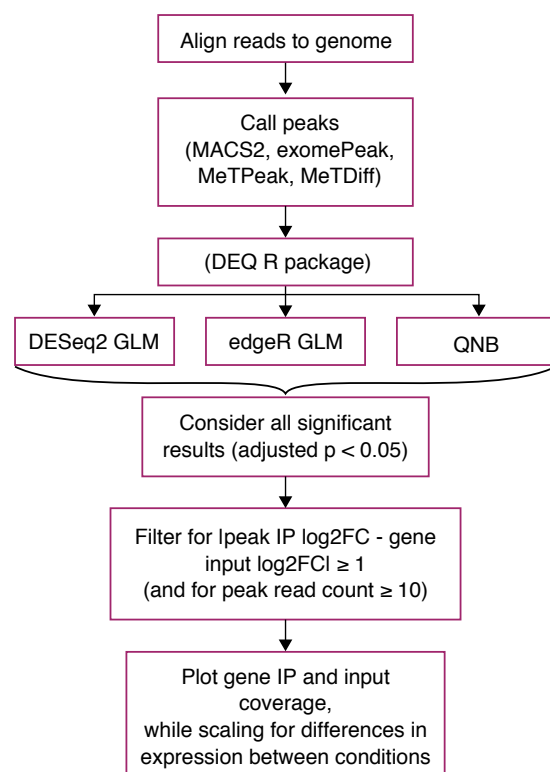 Align reads to genome
Call peaks
(MACS2, exomePeak,
MeTPeak, MeTDiff)
(DEQ R package)
DESeq2 GLM
edgeR GLM
QNB
Consider all significant
results (adjusted p < 0.05)
Filter for |peak IP log2FC - gene
input log2FC| ≥ 1
(and for peak read count ≥ 10)
Plot gene IP and input
coverage,
while scaling for differences in
expression between conditions